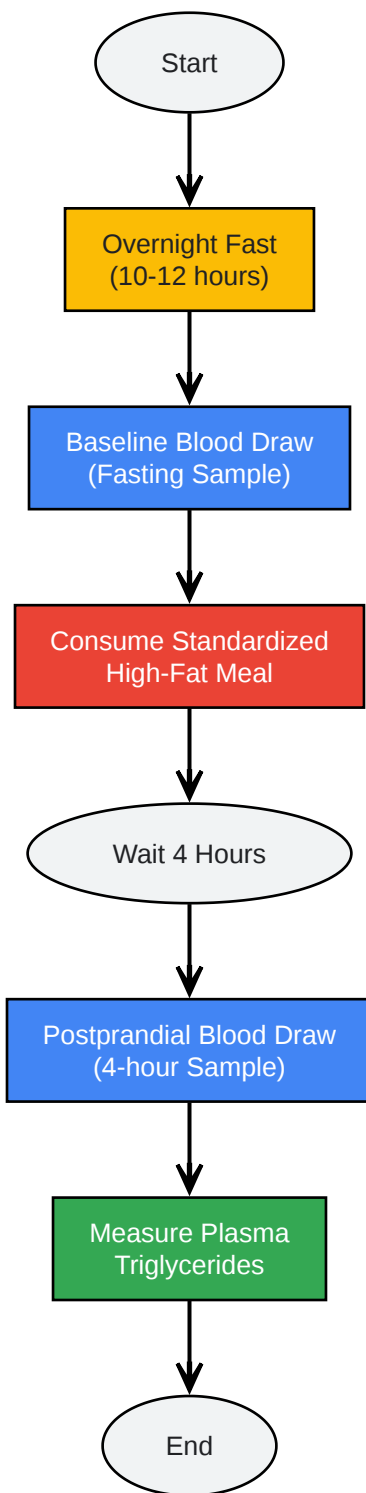 Start
Overnight Fast
(10-12 hours)
Baseline Blood Draw
(Fasting Sample)
Consume Standardized
High-Fat Meal
Wait 4 Hours
Postprandial Blood Draw
(4-hour Sample)
Measure Plasma
Triglycerides
End